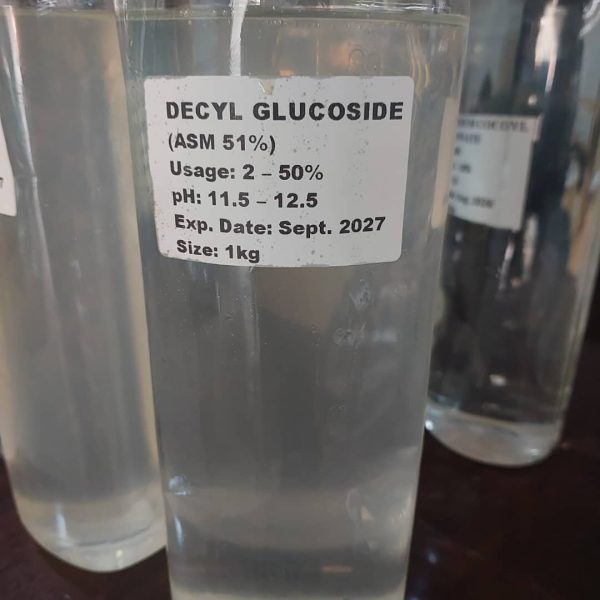 DECYL GLUCOSIDE
(ASM 51%)
Usage: 2 – 50%
pH: 11.5 – 12.5
Exp. Date: Sept. 2027
Size: 1kg